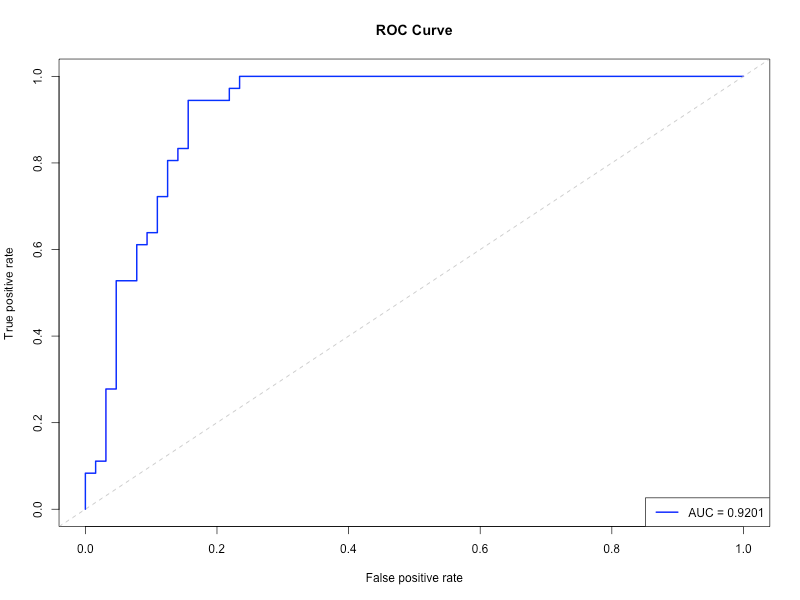 ROC Curve
True positive rate
1.0
0.8
0.6
0.4
0.2
0.0
AUC = 0.9201
0.0 0.2 0.4 0.6 0.8 1.0
False positive rate